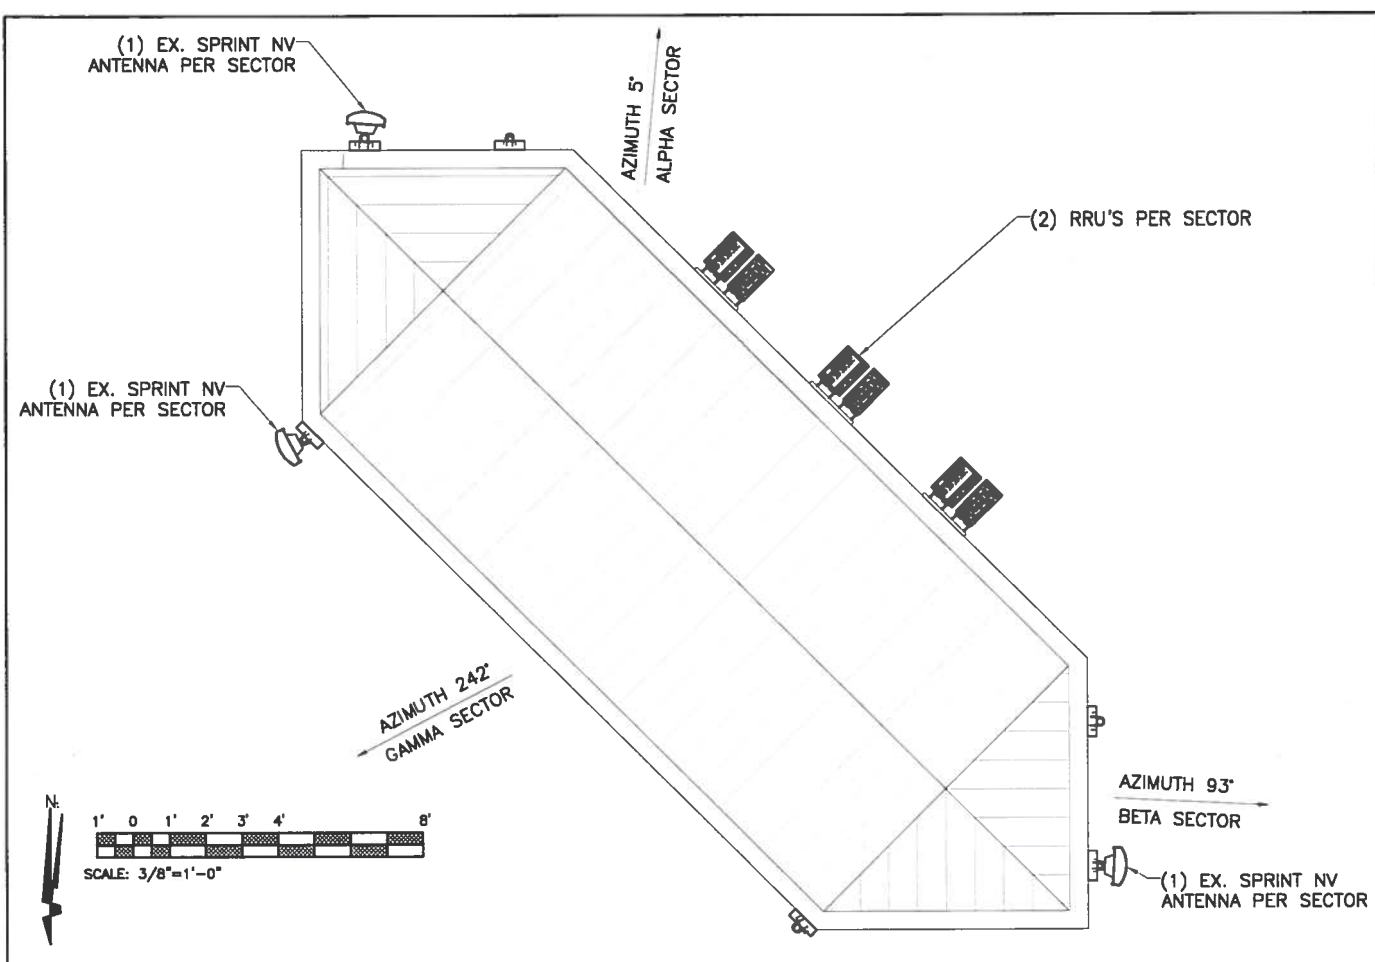 (1) EX. SPRINT NV
ANTENNA PER SECTOR
AZIMUTH 5°
ALPHA SECTOR
(2) RRU'S PER SECTOR
(1) EX. SPRINT NV
ANTENNA PER SECTOR
AZIMUTH 242°
GAMMA SECTOR
AZIMUTH 93°
BETA SECTOR
(1) EX. SPRINT NV
ANTENNA PER SECTOR
N
1' 0 1' 2' 3' 4' 8'
SCALE: 3/8"=1'-0"